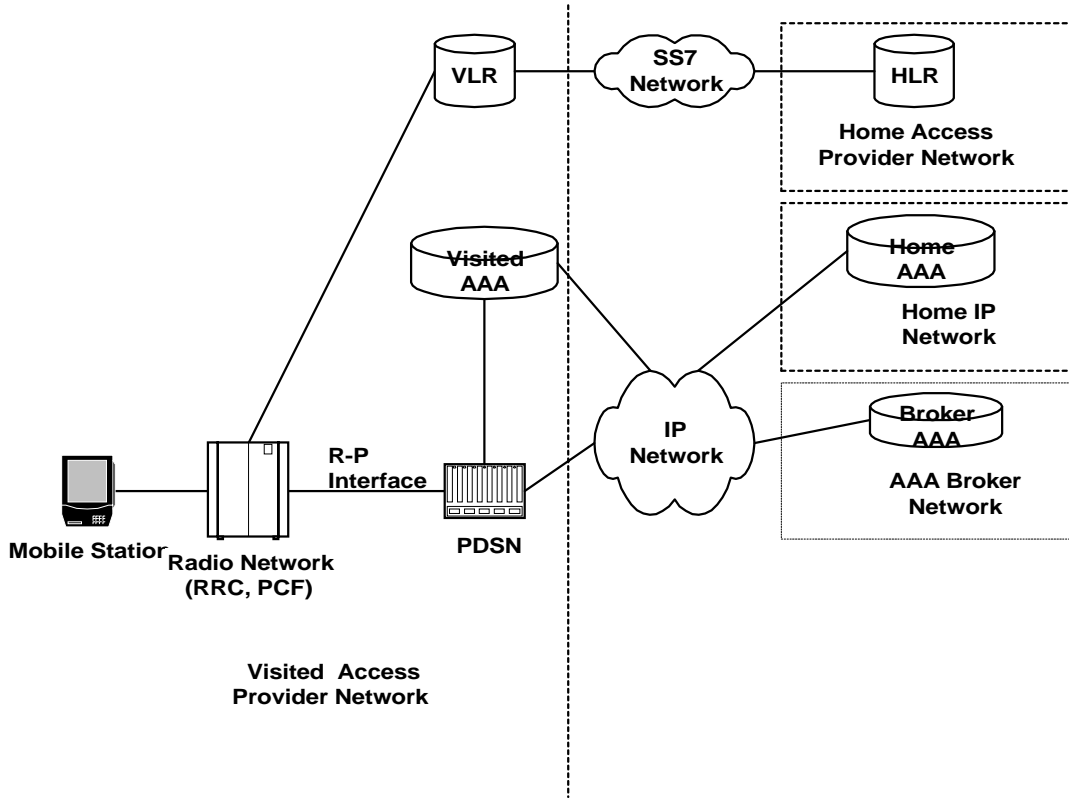 VLR
SS7
Network
HLR
Home Access
Provider Network
Visited
AAA
Home
AAA
Home IP
Network
IP
Network
Broker
AAA
AAA Broker
Network
R-P
Interface
PDSN
Mobile Station
Radio Network
(RRC, PCF)
Visited Access
Provider Network